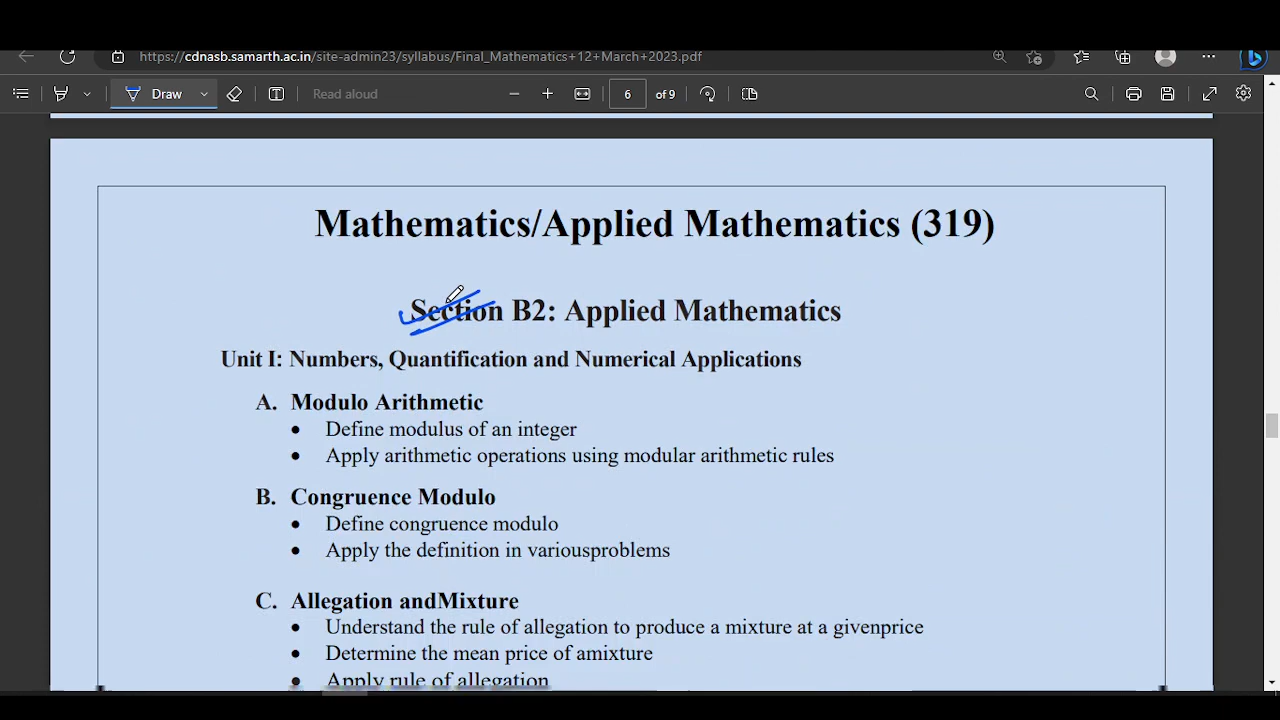 https://cdnasb.samarth.ac.in/site-admin23/syllabus/Final_Mathematics+12+March+2023.pdf
Draw Read aloud 6 of 9
Mathematics/Applied Mathematics (319)
Section B2: Applied Mathematics
Unit I: Numbers, Quantification and Numerical Applications
A. Modulo Arithmetic
• Define modulus of an integer
• Apply arithmetic operations using modular arithmetic rules
B. Congruence Modulo
• Define congruence modulo
• Apply the definition in variousproblems
C. Allegation andMixture
• Understand the rule of allegation to produce a mixture at a givenprice
• Determine the mean price of amixture
• Apply rule of allegation